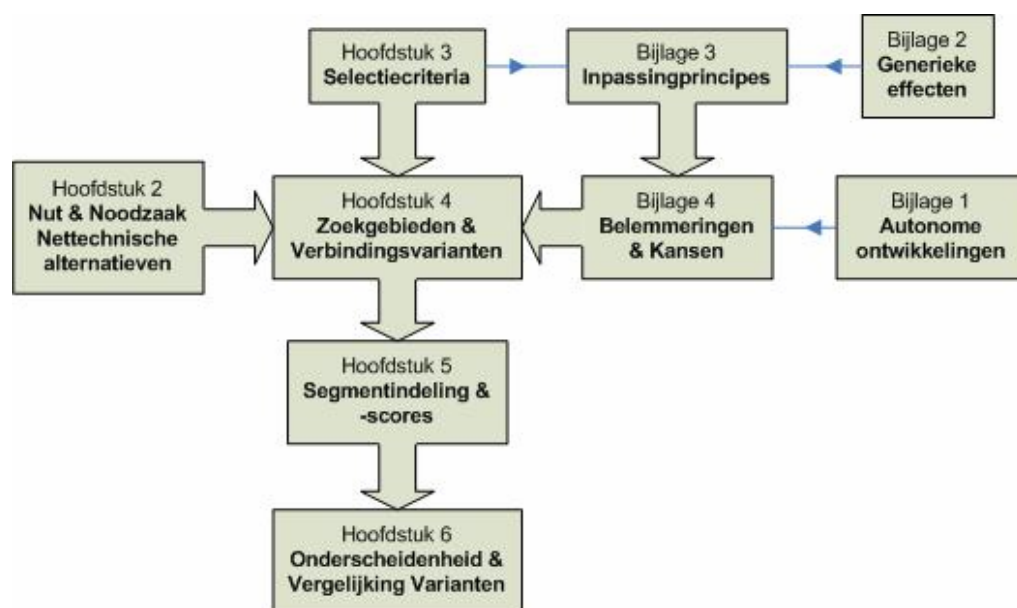 Hoofdstuk 3
Selectiecriteria
Bijlage 3
Inpassingprincipes
Bijlage 2
Generieke
effecten
Hoofdstuk 2
Nut & Noodzaak
Nettechnische
alternatieven
Hoofdstuk 4
Zoekgebieden &
Verbindingsvarianten
Bijlage 4
Belemmeringen
& Kansen
Bijlage 1
Autonome
ontwikkelingen
Hoofdstuk 5
Segmentindeling &
-scores
Hoofdstuk 6
Onderscheidenheid &
Vergelijking Varianten